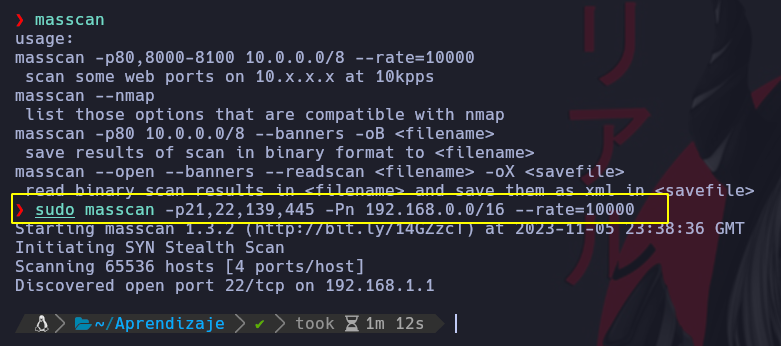 ❯ masscan
usage:
masscan -p80,8000-8100 10.0.0.0/8 --rate=10000
 scan some web ports on 10.x.x.x at 10kpps
masscan --nmap
 list those options that are compatible with nmap
masscan -p80 10.0.0.0/8 --banners -oB <filename>
 save results of scan in binary format to <filename>
masscan --open --banners --readscan <filename> -oX <savefile>
 read binary scan results in <filename> and save them as xml in <savefile>
❯ sudo masscan -p21,22,139,445 -Pn 192.168.0.0/16 --rate=10000
Starting masscan 1.3.2 (http://bit.ly/14GZzcT) at 2023-11-05 23:38:36 GMT
Initiating SYN Stealth Scan
Scanning 65536 hosts [4 ports/host]
Discovered open port 22/tcp on 192.168.1.1
~/Aprendizaje ✔ took 1m 12s
リアル